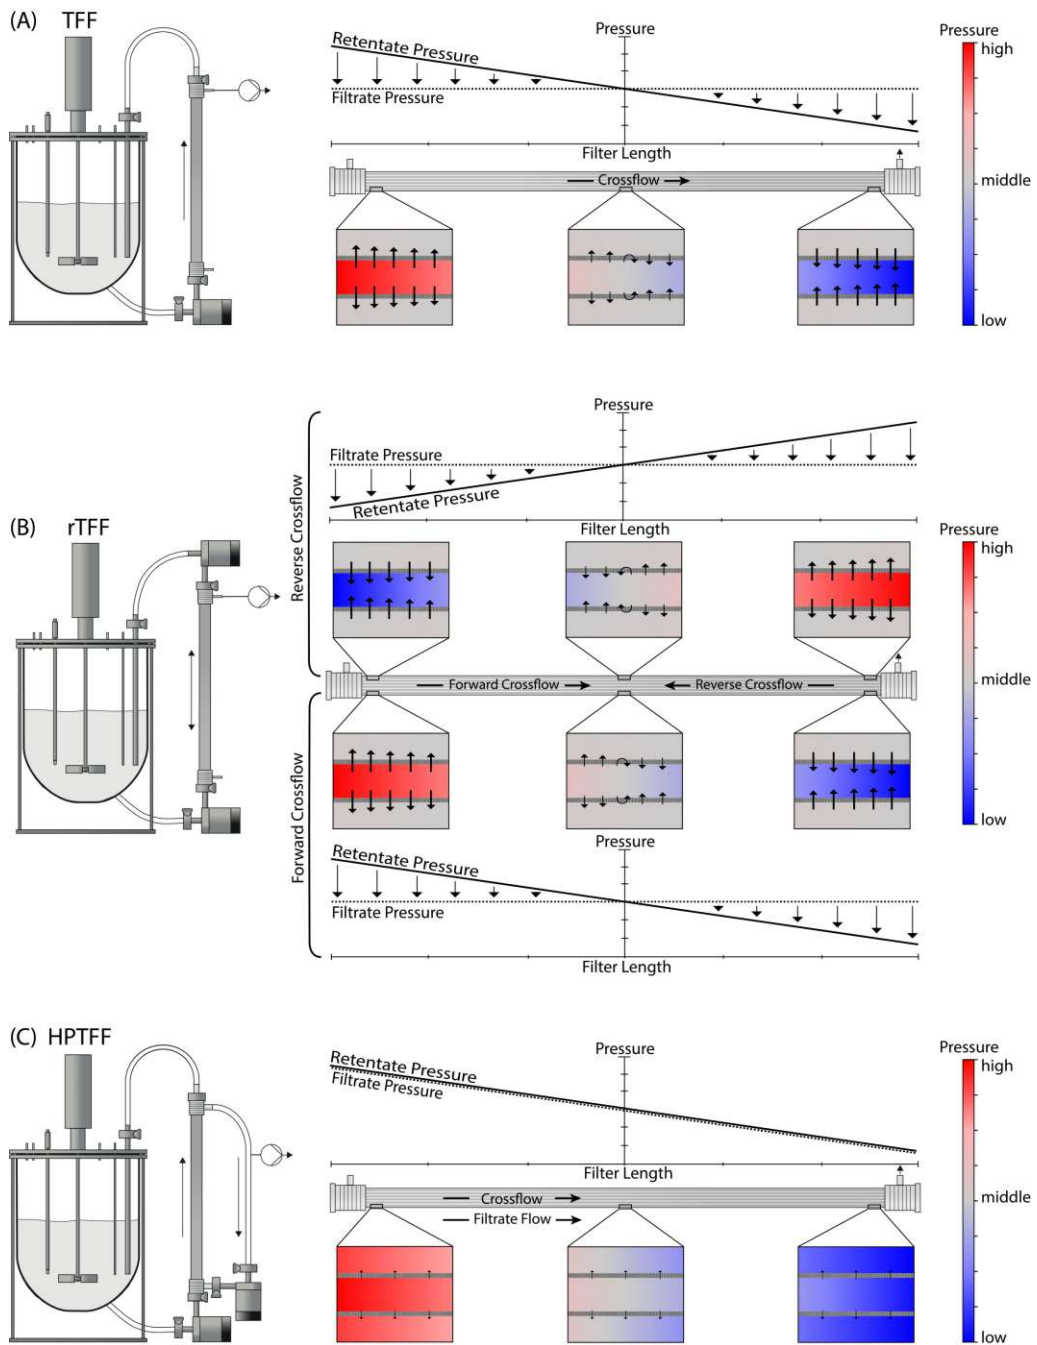 (A) TFF
Pressure
Retentate Pressure
Filtrate Pressure
Filter Length
Crossflow
Pressure
high
middle
low
(B) rTFF
Reverse Crossflow
Pressure
Filtrate Pressure
Retentate Pressure
Filter Length
Forward Crossflow
Reverse Crossflow
Forward Crossflow
Pressure
Retentate Pressure
Filtrate Pressure
Filter Length
Pressure
high
middle
low
(C) HPTFF
Pressure
Retentate Pressure
Filtrate Pressure
Filter Length
Crossflow
Filtrate Flow
Pressure
high
middle
low